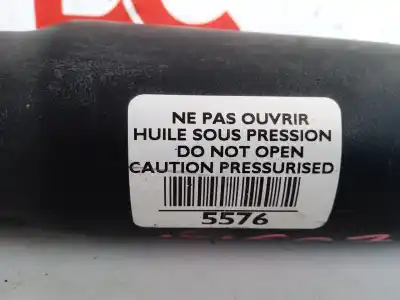 NE PAS OUVRIR
HUILE SOUS PRESSION
DO NOT OPEN
CAUTION PRESSURISED
5576